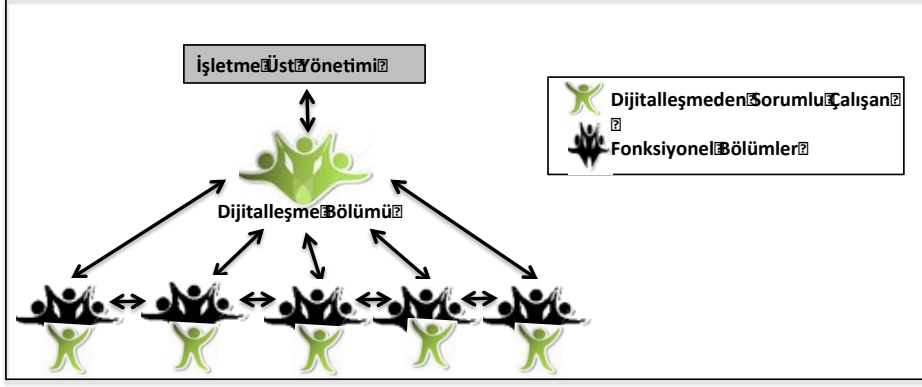 İşletme Üst Yönetimi
Dijitalleşmeden Sorumlu Çalışan
Fonksiyonel Bölümler
Dijitalleşme Bölümü